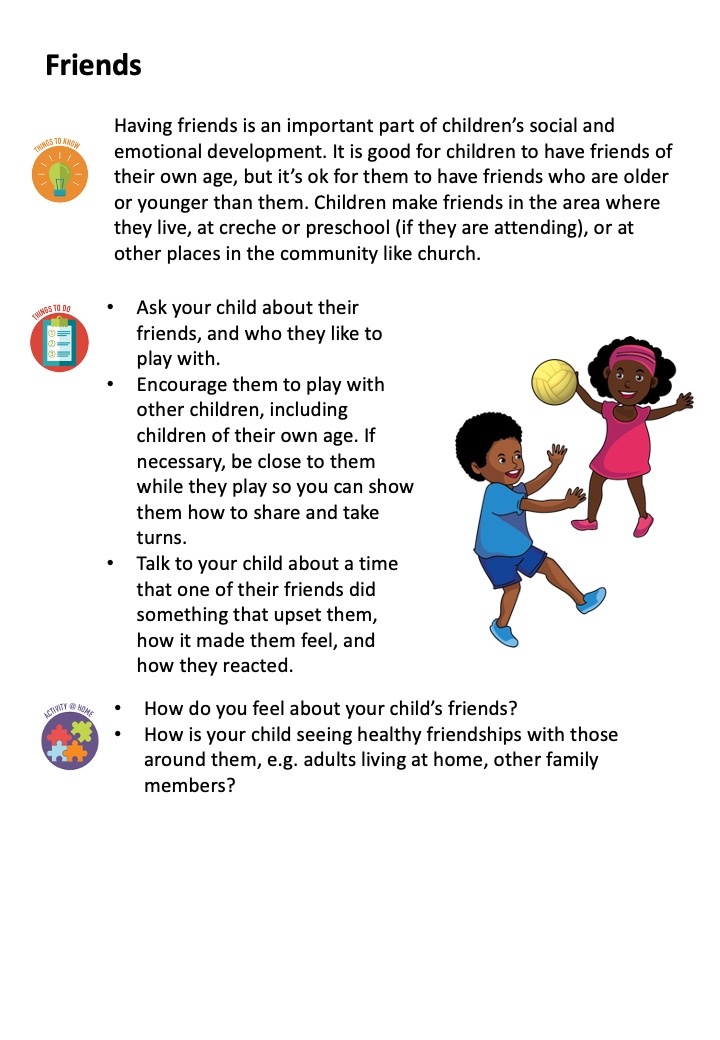 Friends
THINGS TO KNOW
Having friends is an important part of children’s social and
emotional development. It is good for children to have friends of
their own age, but it’s ok for them to have friends who are older
or younger than them. Children make friends in the area where
they live, at creche or preschool (if they are attending), or at
other places in the community like church.
THINGS TO DO
1
2
3
• Ask your child about their
friends, and who they like to
play with.
• Encourage them to play with
other children, including
children of their own age. If
necessary, be close to them
while they play so you can show
them how to share and take
turns.
• Talk to your child about a time
that one of their friends did
something that upset them,
how it made them feel, and
how they reacted.
ACTIVITY @ HOME
• How do you feel about your child’s friends?
• How is your child seeing healthy friendships with those
around them, e.g. adults living at home, other family
members?